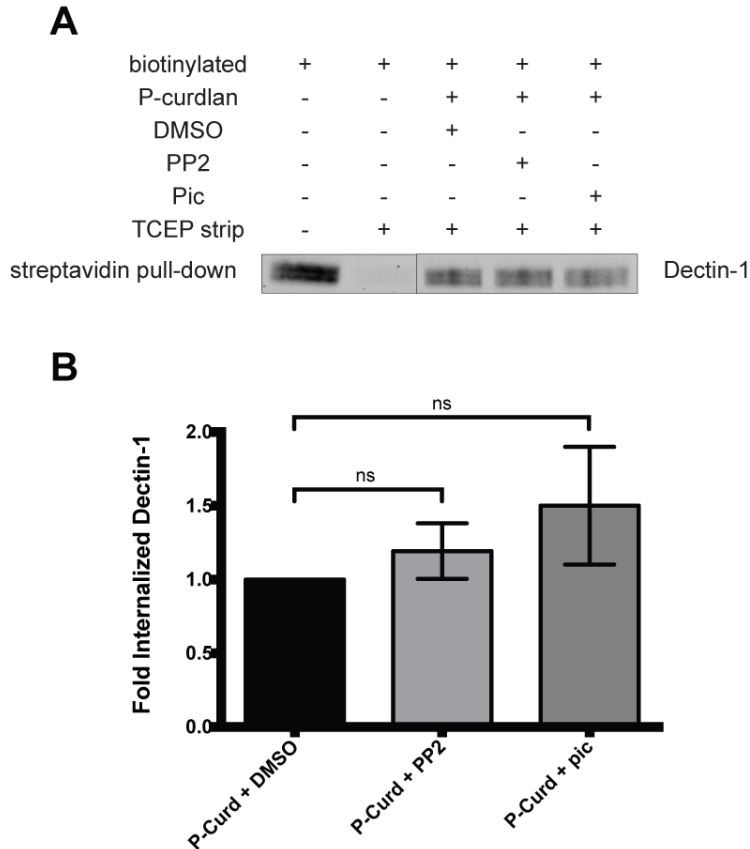 A
biotinylated + + + + +
P-curdlan - - + + +
DMSO - - + - -
PP2 - - - + -
Pic - - - - +
TCEP strip - + + + +
streptavidin pull-down Dectin-1
B
ns
ns
Fold Internalized Dectin-1
2.0
1.5
1.0
0.5
0.0
P-Curd + DMSO
P-Curd + PP2
P-Curd + pic